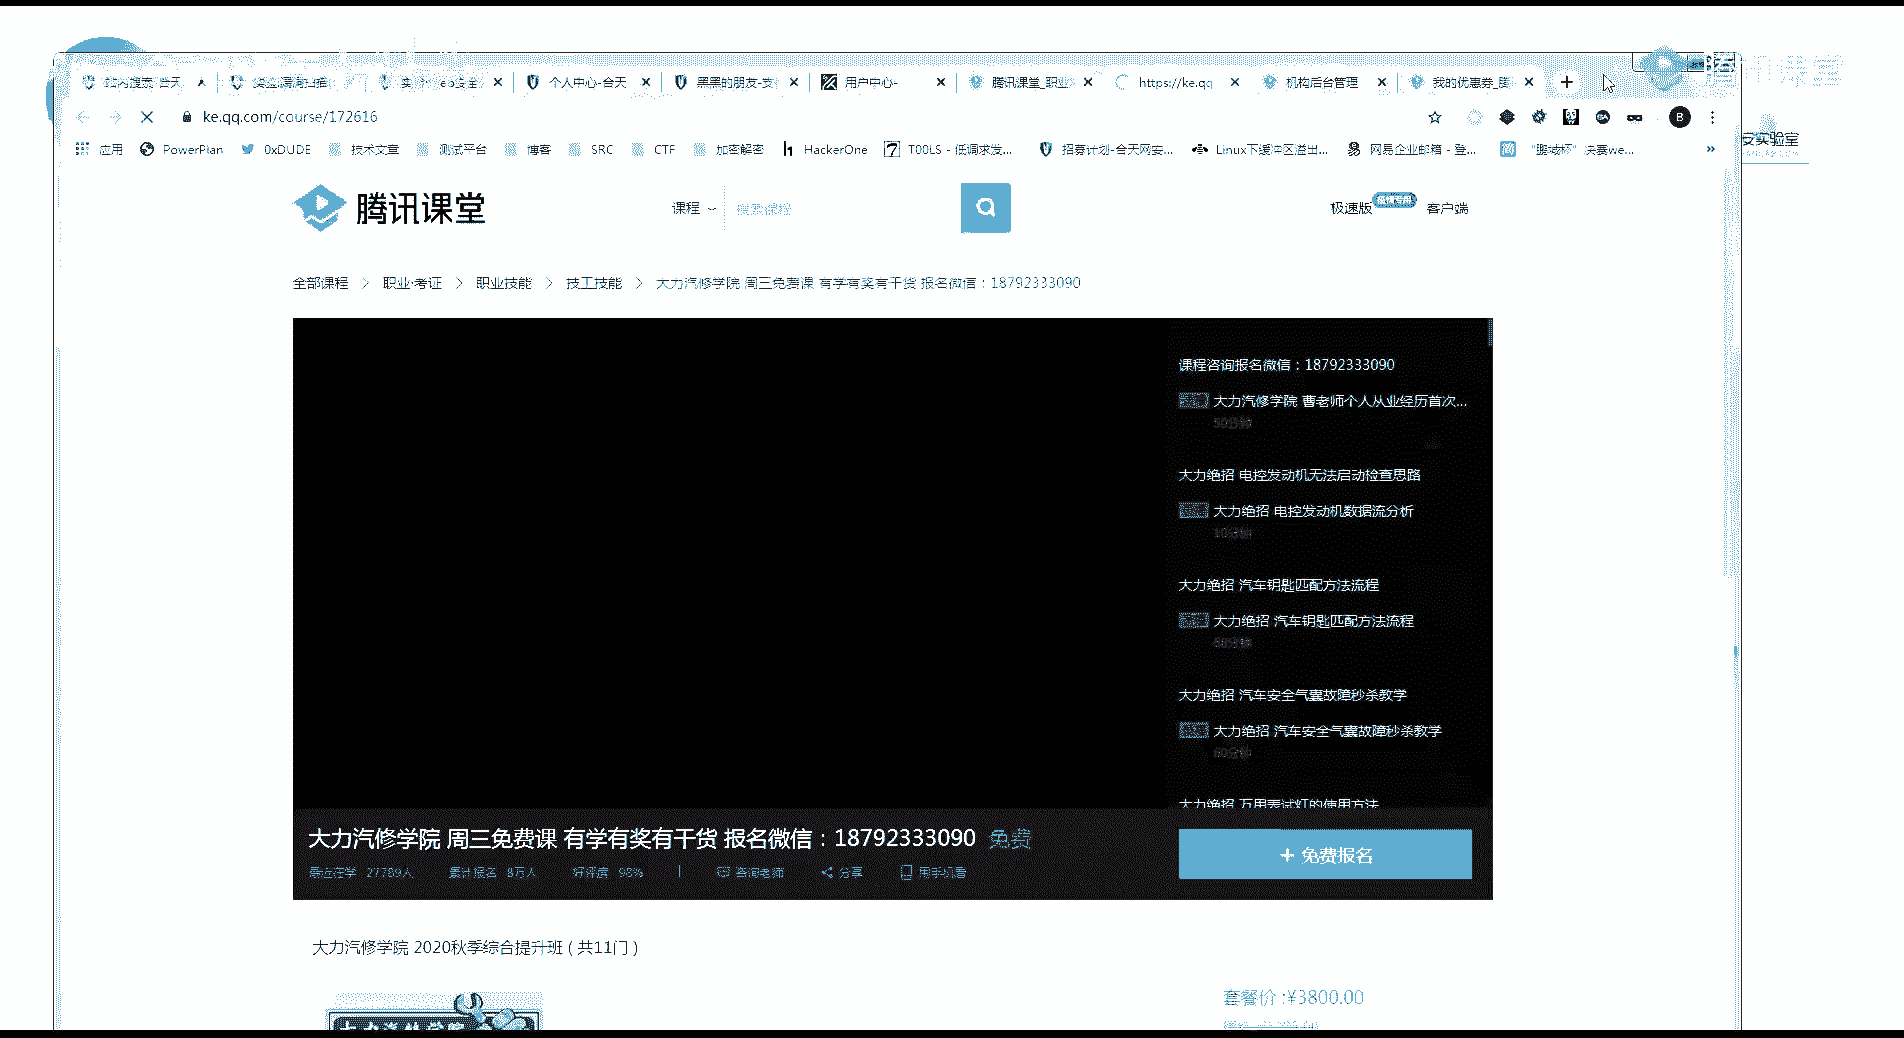 个人中心-合天
黑黑的朋友-支
用户中心-
腾讯课堂_职业
https://ke.qq
机构后台管理
我的优惠券_腾
ke.qq.com/course/172616
B
应用
PowerPlan
0xDUDE
技术文章
测试平台
博客
SRC
CTF
加密解密
HackerOne
T00LS - 低调求发...
招募计划-合天网安...
Linux下缓冲区溢出...
网易企业邮箱 - 登...
"鹏城杯" 决赛we...
安实验室
腾讯课堂
课程
搜索课程
极速版
客户端
全部课程 > 职业·考证 > 职业技能 > 技工技能 > 大力汽修学院 周三免费课 有学有奖有干货 报名微信：18792333090
课程咨询报名微信：18792333090
大力汽修学院 曹老师个人从业经历首次...
大力绝招 电控发动机无法启动检查思路
大力绝招 电控发动机数据流分析
大力绝招 汽车钥匙匹配方法流程
大力绝招 汽车钥匙匹配方法流程
大力绝招 汽车安全气囊故障秒杀教学
大力绝招 汽车安全气囊故障秒杀教学
大力绝招 万用表试灯的使用方法
大力汽修学院 周三免费课 有学有奖有干货 报名微信：18792333090 免费
最近在学 27789人
累计报名 8万人
好评度 98%
咨询老师
分享
用手机看
+ 免费报名
大力汽修学院 2020秋季综合提升班 ( 共11门 )
套餐价 :¥3800.00